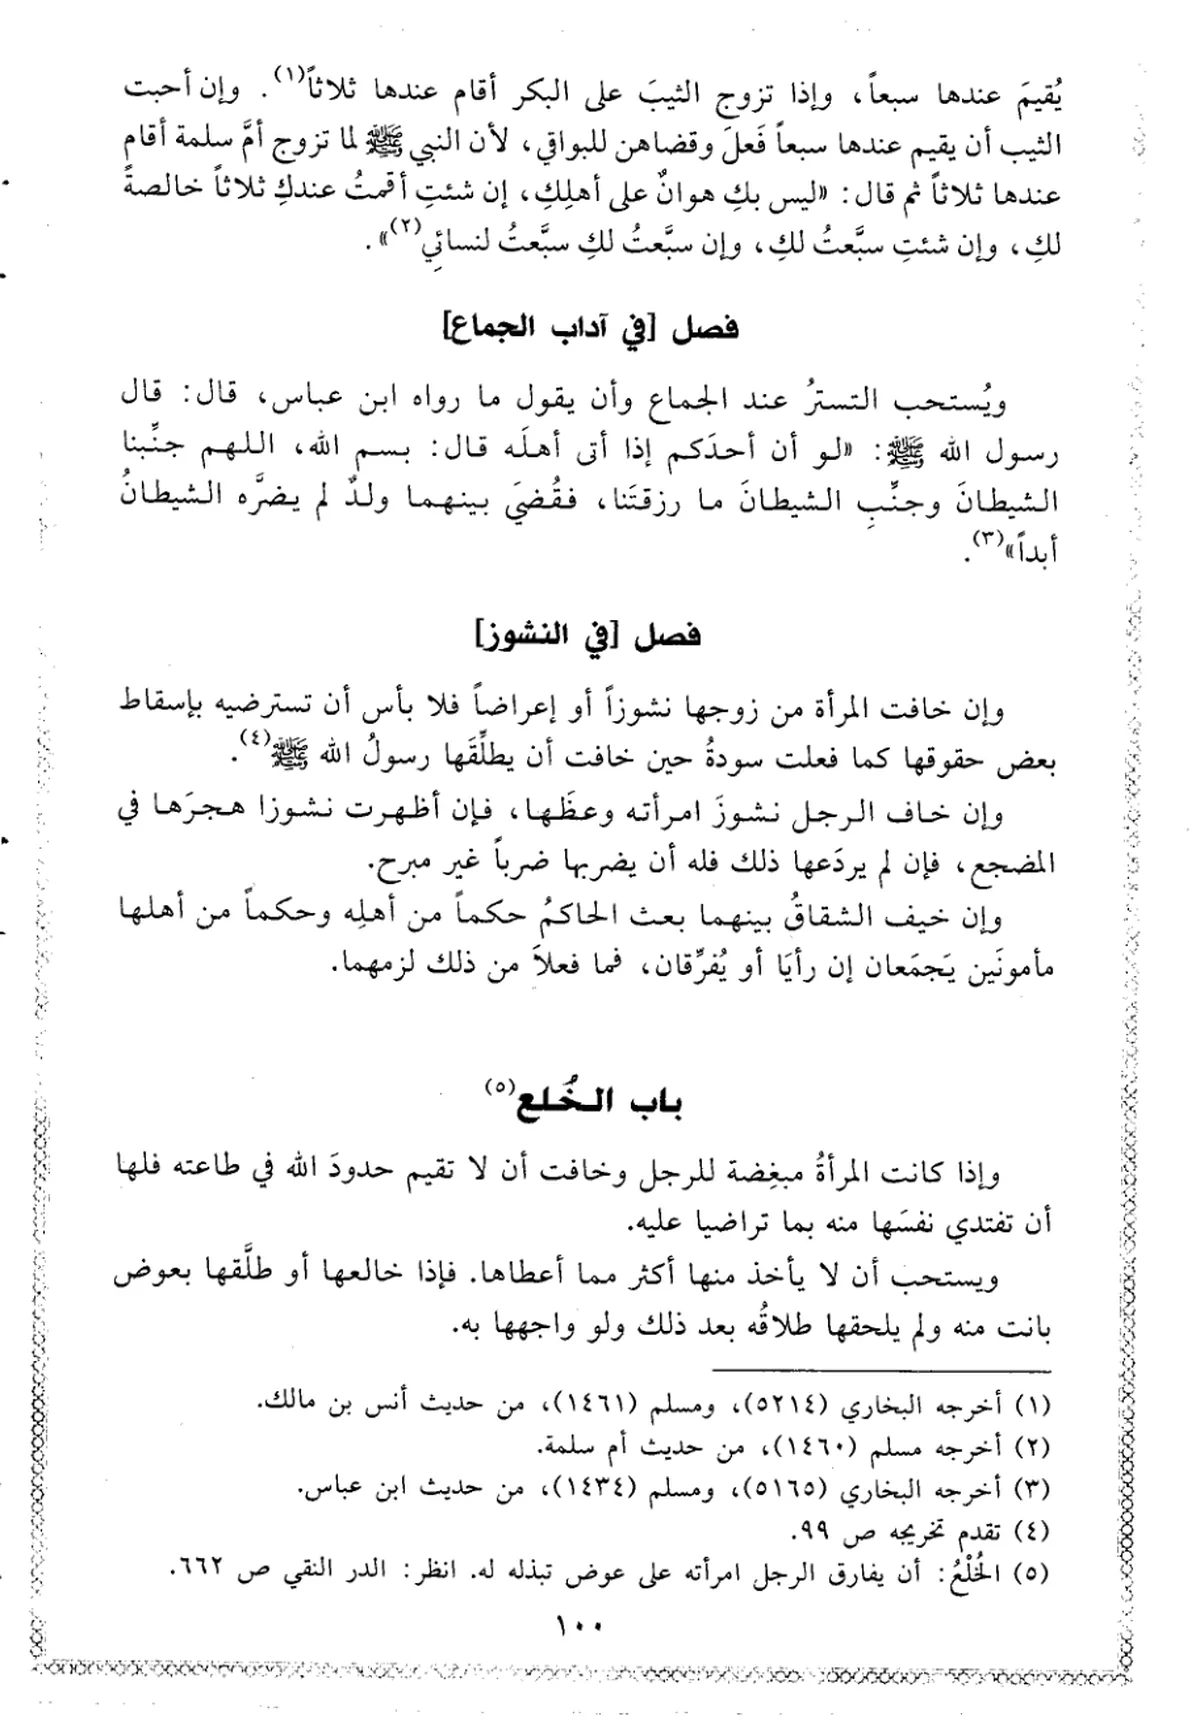 يُقيمَ عندها سبعاً، وإذا تزوج الثيبَ على البكر أقام عندها ثلاثاً(١). وإن أحبت
الثيب أن يقيم عندها سبعاً فَعلَ وقضاهن للبواقي، لأن النبي ﷺ لما تزوج أمَّ سلمة أقام
عندها ثلاثاً ثم قال: «ليس بكِ هوانٌ على أهلِكِ، إن شئتِ أقمتُ عندكِ ثلاثاً خالصةً
لكِ، وإن شئتِ سبَّعتُ لكِ، وإن سبَّعتُ لكِ سبَّعتُ لنسائي(٢)».
فصل [في آداب الجماع]
ويُستحب التسترُ عند الجماع وأن يقول ما رواه ابن عباس، قال: قال
رسول الله ﷺ: «لو أن أحدَكم إذا أتى أهلَه قال: بسم الله، اللهم جنِّبنا
الشيطانَ وجنِّبِ الشيطانَ ما رزقتَنا، فقُضيَ بينهما ولدٌ لم يضرَّه الشيطانُ
أبداً»(٣).
فصل [في النشوز]
وإن خافت المرأة من زوجها نشوزاً أو إعراضاً فلا بأس أن تسترضيه بإسقاط
بعض حقوقها كما فعلت سودةُ حين خافت أن يطلِّقَها رسولُ الله ﷺ(٤).
وإن خاف الرجل نشوزَ امرأته وعظَها، فإن أظهرت نشوزا هجرَها في
المضجع، فإن لم يردَعها ذلك فله أن يضربها ضرباً غير مبرح.
وإن خيف الشقاقُ بينهما بعث الحاكمُ حكماً من أهلِه وحكماً من أهلها
مأمونَين يَجمَعان إن رأيَا أو يُفرِّقان، فما فعلاَ من ذلك لزمهما.
باب الخُلع(٥)
وإذا كانت المرأةُ مبغِضة للرجل وخافت أن لا تقيم حدودَ الله في طاعته فلها
أن تفتدي نفسَها منه بما تراضيا عليه.
ويستحب أن لا يأخذ منها أكثر مما أعطاها. فإذا خالعها أو طلَّقها بعوض
بانت منه ولم يلحقها طلاقُه بعد ذلك ولو واجهها به.
(١) أخرجه البخاري (٥٢١٤)، ومسلم (١٤٦١)، من حديث أنس بن مالك.
(٢) أخرجه مسلم (١٤٦٠)، من حديث أم سلمة.
(٣) أخرجه البخاري (٥١٦٥)، ومسلم (١٤٣٤)، من حديث ابن عباس.
(٤) تقدم تخريجه ص ٩٩.
(٥) الخُلْعُ: أن يفارق الرجل امرأته على عوض تبذله له. انظر: الدر النقي ص ٦٦٢.
١٠٠